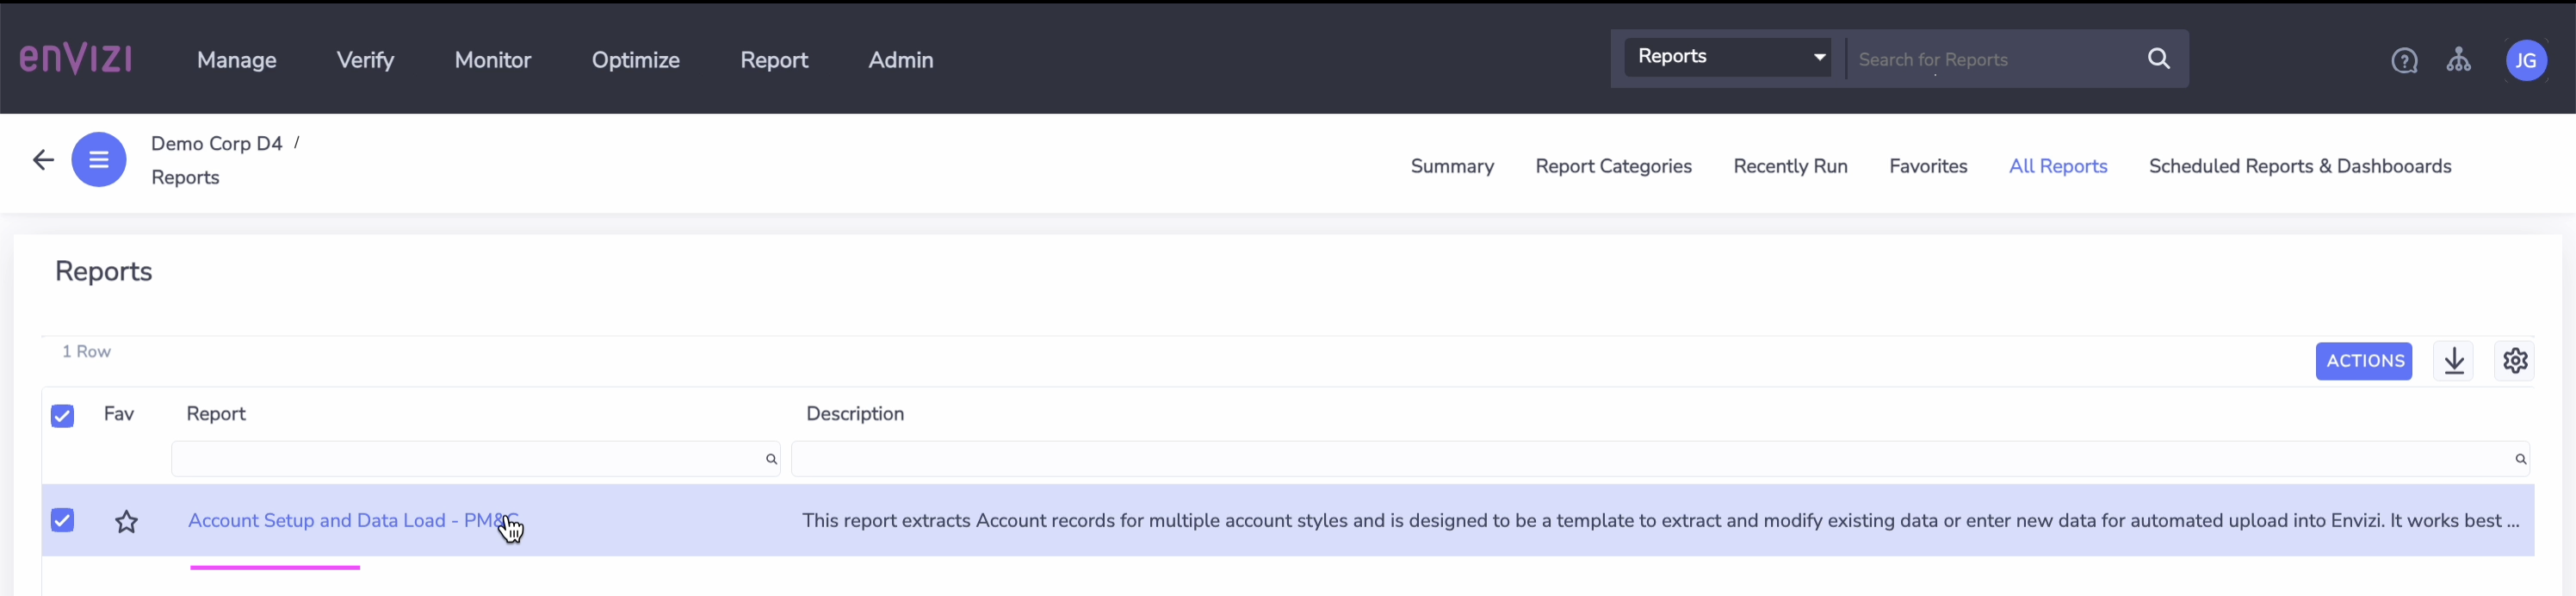 enVIZI Manage Verify Monitor Optimize Report Admin Reports Search for Reports JG
Demo Corp D4 /
Reports
Summary Report Categories Recently Run Favorites All Reports Scheduled Reports & Dashbooards
Reports
1 Row
ACTIONS
Fav Report Description
Account Setup and Data Load - PM&C This report extracts Account records for multiple account styles and is designed to be a template to extract and modify existing data or enter new data for automated upload into Envizi. It works best ...